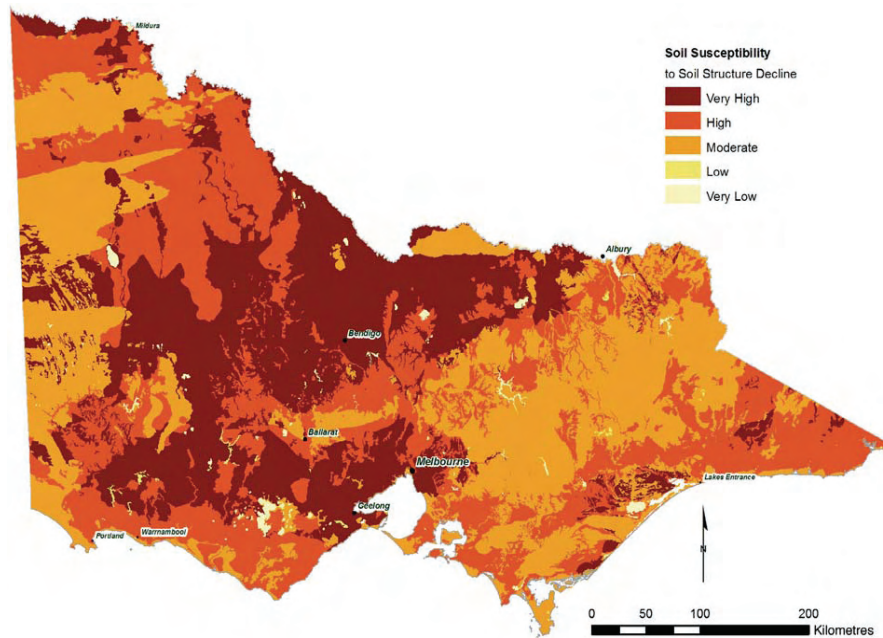 Mildura
Soil Susceptibility
to Soil Structure Decline
Very High
High
Moderate
Low
Very Low
Albury
Bendigo
Ballarat
Melbourne
Lakes Entrance
Geelong
Portland
Warrnambool
N
0 50 100 200
Kilometres